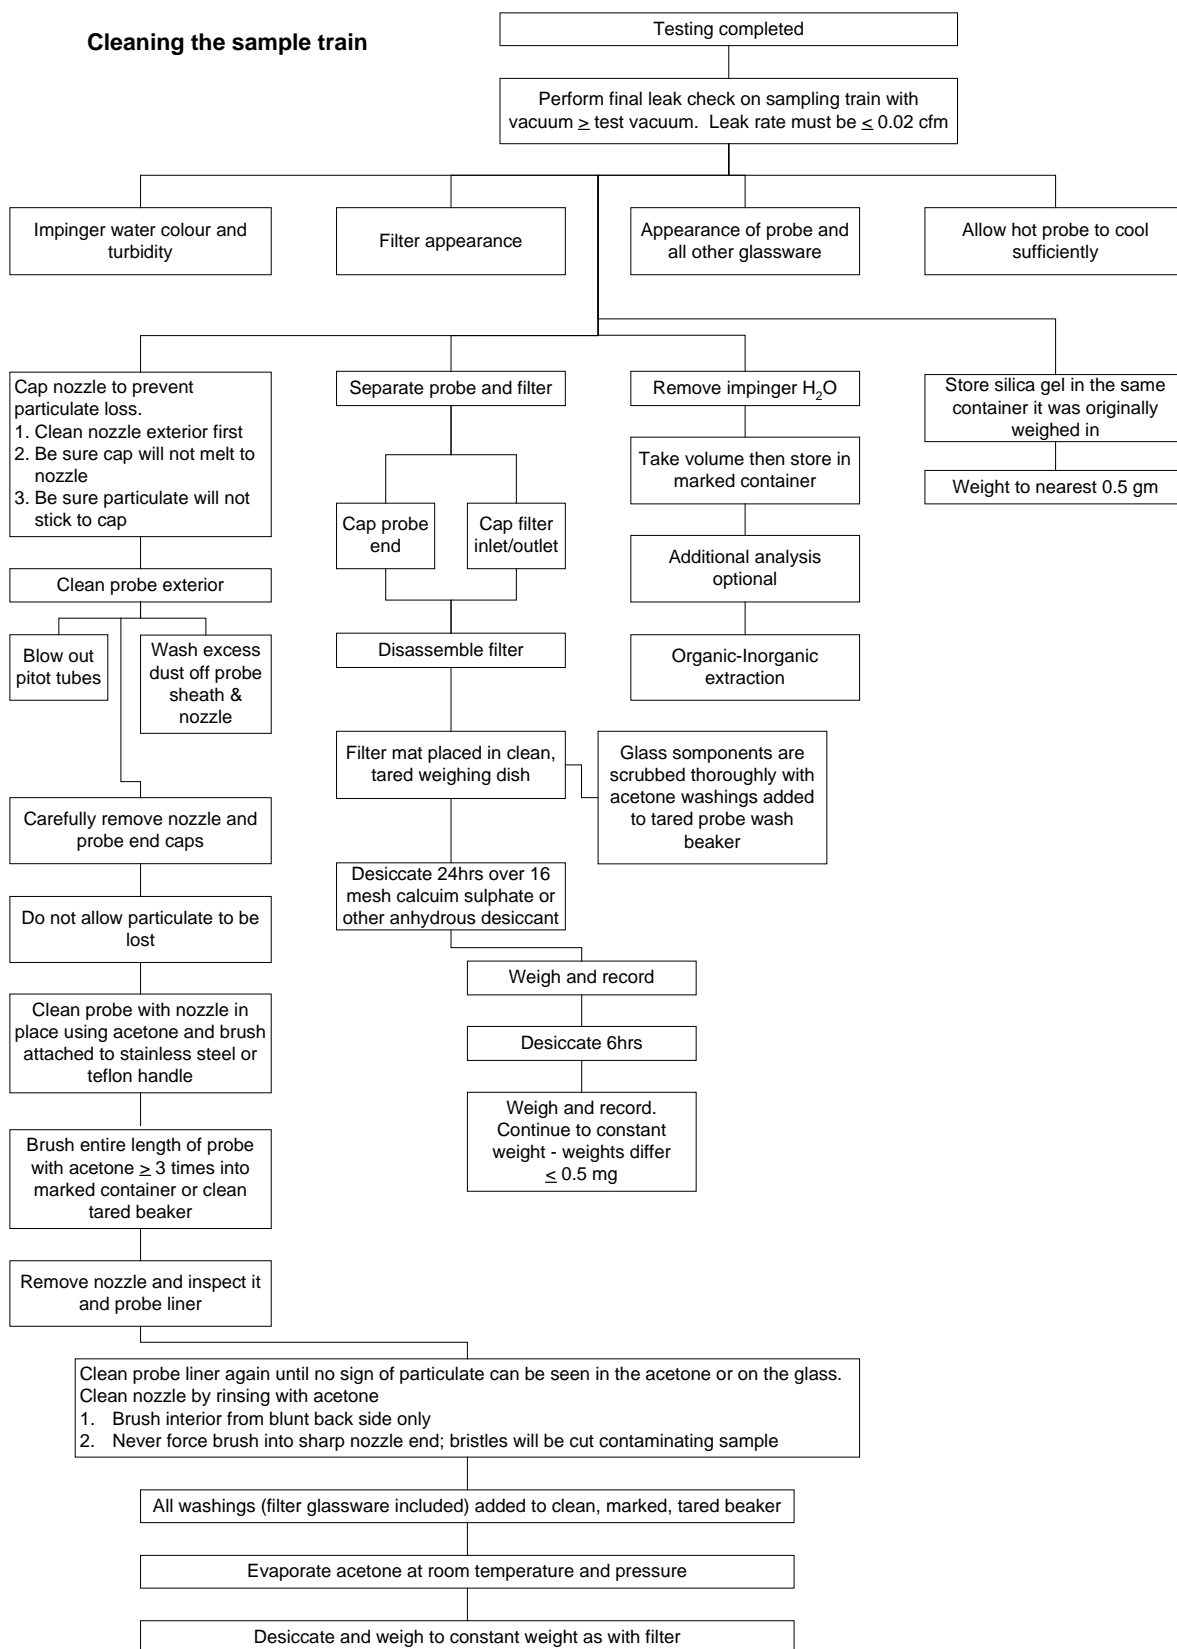 Cleaning the sample train
Testing completed
Perform final leak check on sampling train with
vacuum ≥ test vacuum.  Leak rate must be ≤ 0.02 cfm
Impinger water colour and
turbidity
Filter appearance
Appearance of probe and
all other glassware
Allow hot probe to cool
sufficiently
Cap nozzle to prevent
particulate loss.
1. Clean nozzle exterior first
2. Be sure cap will not melt to
nozzle
3. Be sure particulate will not
stick to cap
Clean probe exterior
Blow out
pitot tubes
Wash excess
dust off probe
sheath &
nozzle
Carefully remove nozzle and
probe end caps
Do not allow particulate to be
lost
Clean probe with nozzle in
place using acetone and brush
attached to stainless steel or
teflon handle
Brush entire length of probe
with acetone ≥ 3 times into
marked container or clean
tared beaker
Remove nozzle and inspect it
and probe liner
Separate probe and filter
Cap probe
end
Cap filter
inlet/outlet
Disassemble filter
Filter mat placed in clean,
tared weighing dish
Glass somponents are
scrubbed thoroughly with
acetone washings added
to tared probe wash
beaker
Desiccate 24hrs over 16
mesh calcuim sulphate or
other anhydrous desiccant
Weigh and record
Desiccate 6hrs
Weigh and record.
Continue to constant
weight - weights differ
≤ 0.5 mg
Remove impinger H₂O
Take volume then store in
marked container
Additional analysis
optional
Organic-Inorganic
extraction
Store silica gel in the same
container it was originally
weighed in
Weight to nearest 0.5 gm
Clean probe liner again until no sign of particulate can be seen in the acetone or on the glass.
Clean nozzle by rinsing with acetone
1. Brush interior from blunt back side only
2. Never force brush into sharp nozzle end; bristles will be cut contaminating sample
All washings (filter glassware included) added to clean, marked, tared beaker
Evaporate acetone at room temperature and pressure
Desiccate and weigh to constant weight as with filter